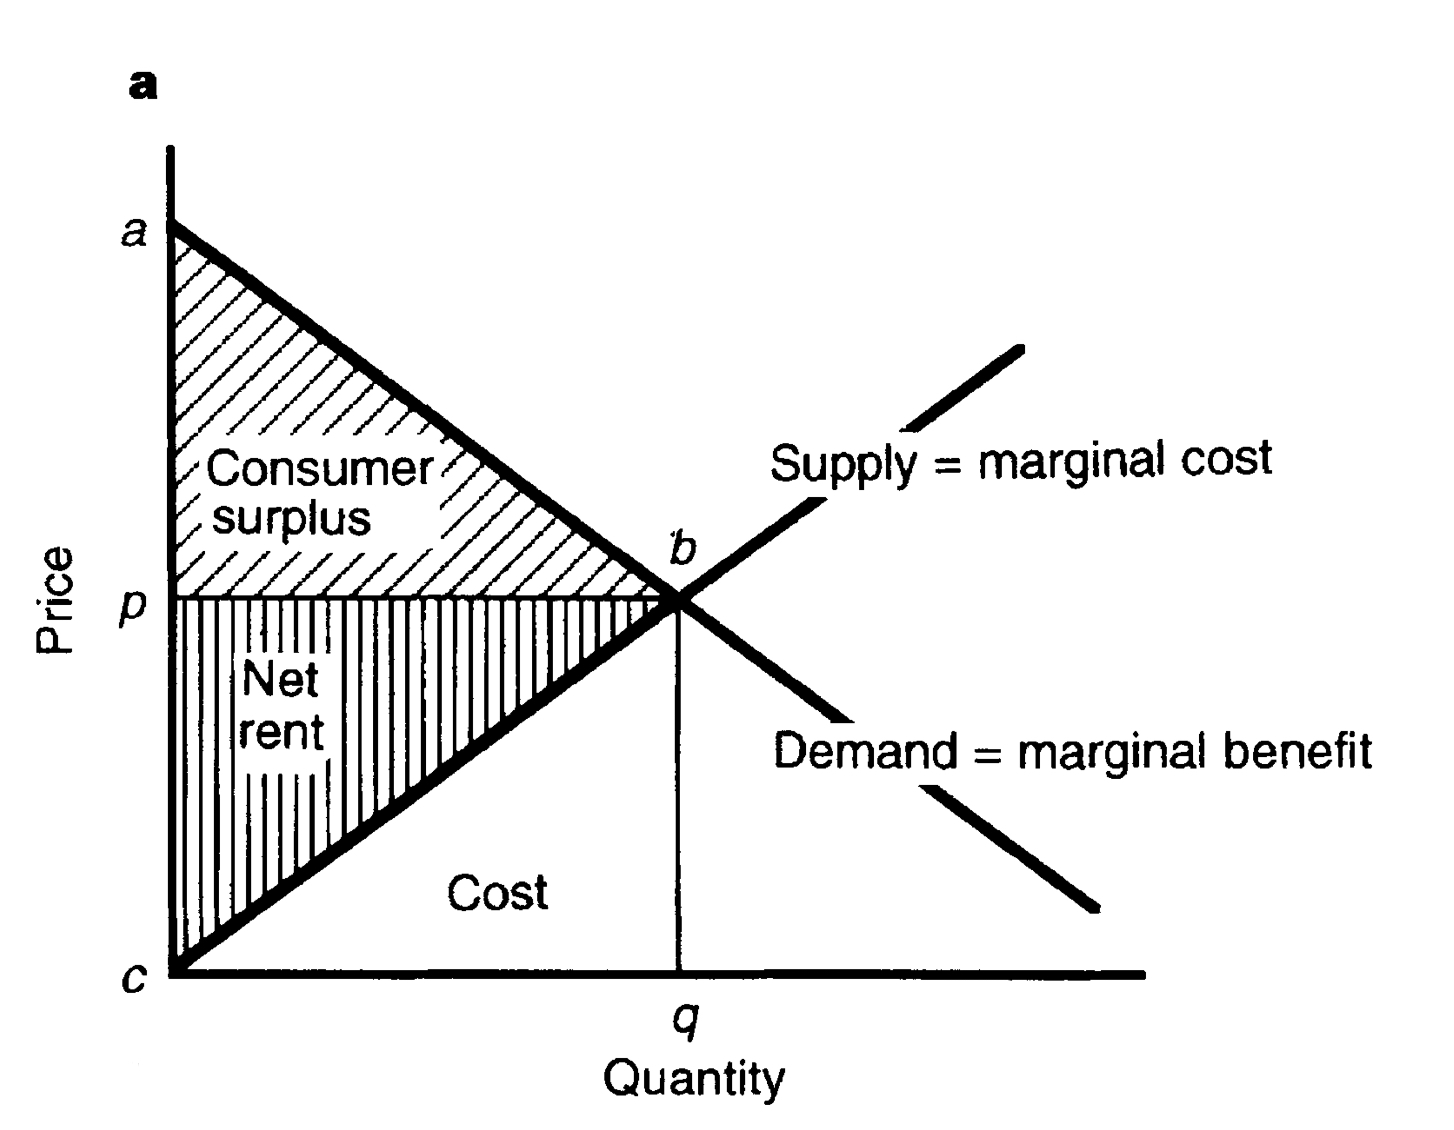 a
a
Consumer
surplus
Supply = marginal cost
b
Price
p
Net
rent
Demand = marginal benefit
Cost
c
q
Quantity